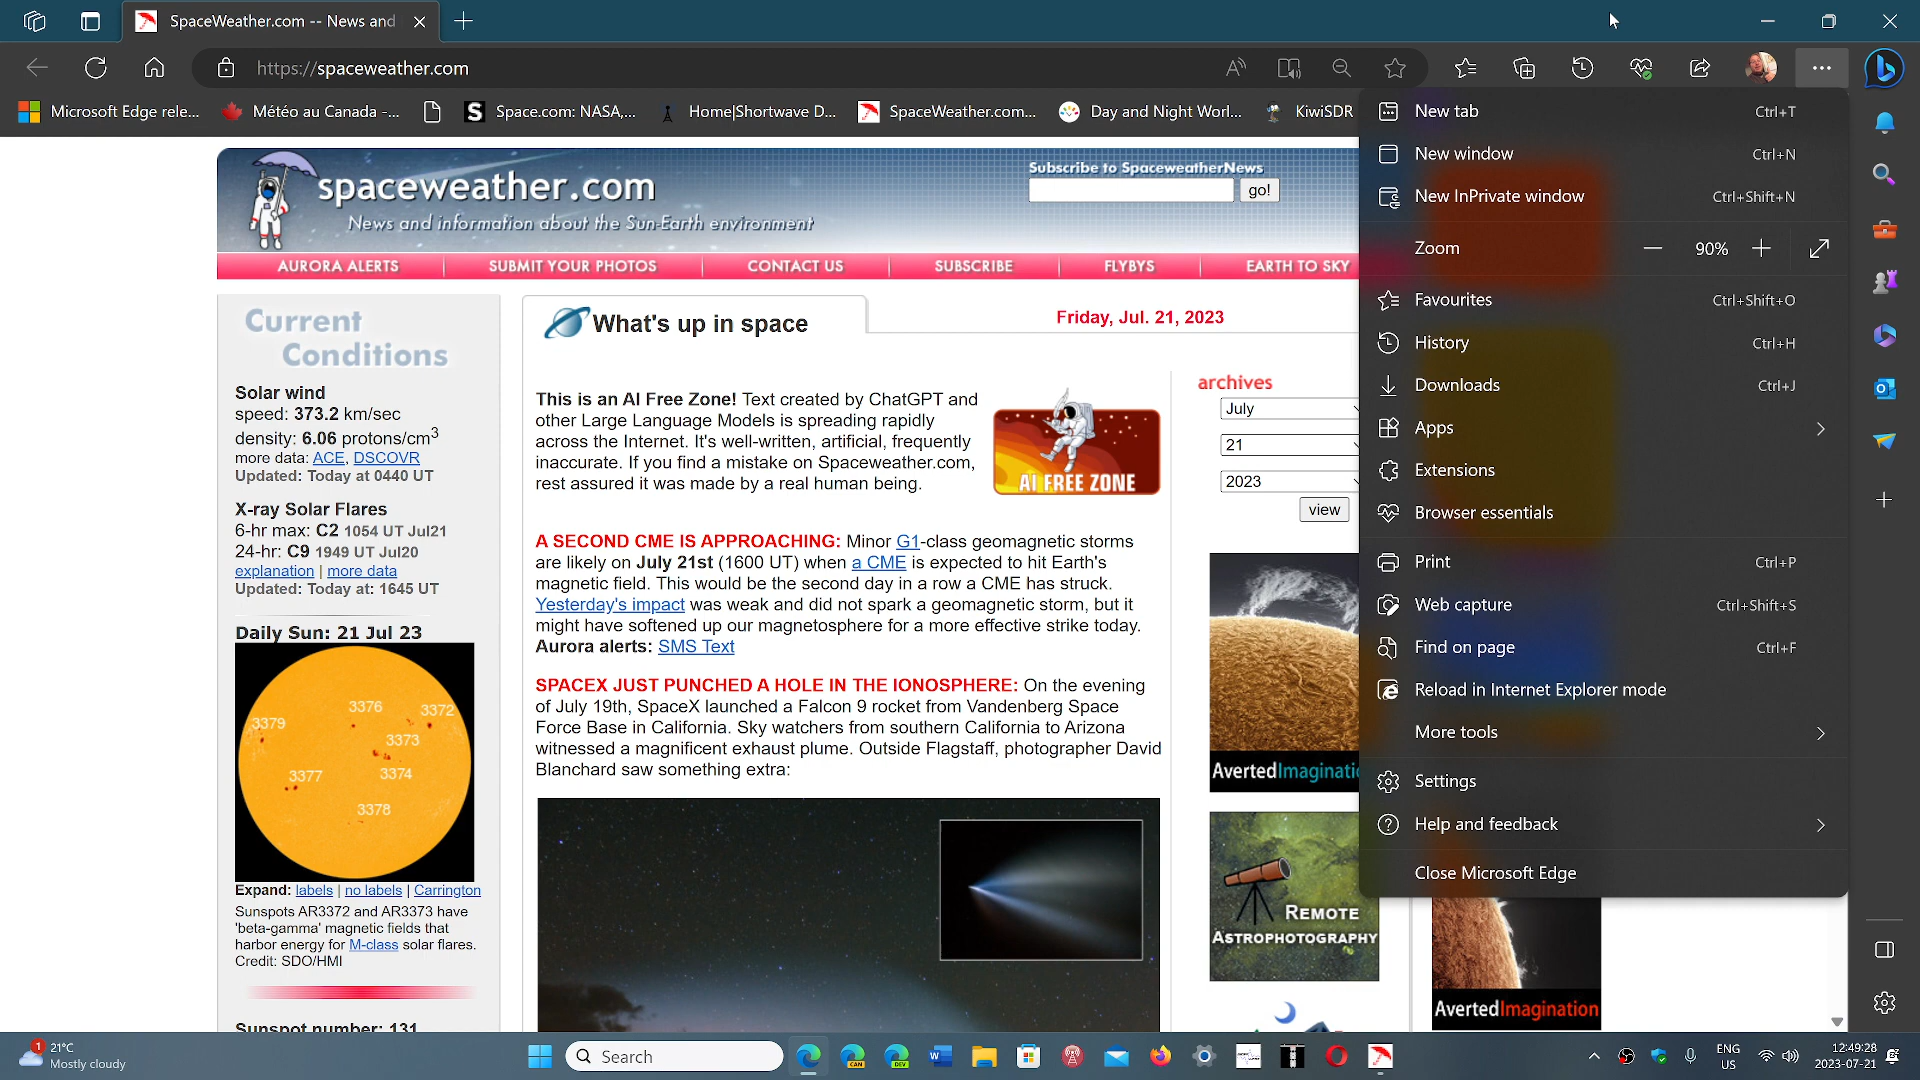 SpaceWeather.com -- News and
https://spaceweather.com
Microsoft Edge rele...
Météo au Canada -...
Space.com: NASA,...
Home|Shortwave D...
SpaceWeather.com...
Day and Night Worl...
KiwiSDR
spaceweather.com
News and information about the Sun-Earth environment
Subscribe to SpaceweatherNews
go!
AURORA ALERTS
SUBMIT YOUR PHOTOS
CONTACT US
SUBSCRIBE
FLYBYS
EARTH TO SKY
Current
Conditions
Solar wind
speed: 373.2 km/sec
density: 6.06 protons/cm3
more data: ACE, DSCOVR
Updated: Today at 0440 UT
X-ray Solar Flares
6-hr max: C2 1054 UT Jul21
24-hr: C9 1949 UT Jul20
explanation | more data
Updated: Today at: 1645 UT
Daily Sun: 21 Jul 23
3376
3372
3379
3373
3377
3374
3378
Expand: labels | no labels | Carrington
Sunspots AR3372 and AR3373 have
'beta-gamma' magnetic fields that
harbor energy for M-class solar flares.
Credit: SDO/HMI
Sunspot number: 131
What's up in space
Friday, Jul. 21, 2023
This is an AI Free Zone! Text created by ChatGPT and
other Large Language Models is spreading rapidly
across the Internet. It's well-written, artificial, frequently
inaccurate. If you find a mistake on Spaceweather.com,
rest assured it was made by a real human being.
AI FREE ZONE
A SECOND CME IS APPROACHING: Minor G1-class geomagnetic storms
are likely on July 21st (1600 UT) when a CME is expected to hit Earth's
magnetic field. This would be the second day in a row a CME has struck.
Yesterday's impact was weak and did not spark a geomagnetic storm, but it
might have softened up our magnetosphere for a more effective strike today.
Aurora alerts: SMS Text
SPACEX JUST PUNCHED A HOLE IN THE IONOSPHERE: On the evening
of July 19th, SpaceX launched a Falcon 9 rocket from Vandenberg Space
Force Base in California. Sky watchers from southern California to Arizona
witnessed a magnificent exhaust plume. Outside Flagstaff, photographer David
Blanchard saw something extra:
archives
July
21
2023
view
AvertedImaginatio
REMOTE
ASTROPHOTOGRAPHY
AvertedImagination
New tab Ctrl+T
New window Ctrl+N
New InPrivate window Ctrl+Shift+N
Zoom 90%
Favourites Ctrl+Shift+O
History Ctrl+H
Downloads Ctrl+J
Apps
Extensions
Browser essentials
Print Ctrl+P
Web capture Ctrl+Shift+S
Find on page Ctrl+F
Reload in Internet Explorer mode
More tools
Settings
Help and feedback
Close Microsoft Edge
1
21°C
Mostly cloudy
Search
CAN
DEV
ENG
US
12:49:28
2023-07-21